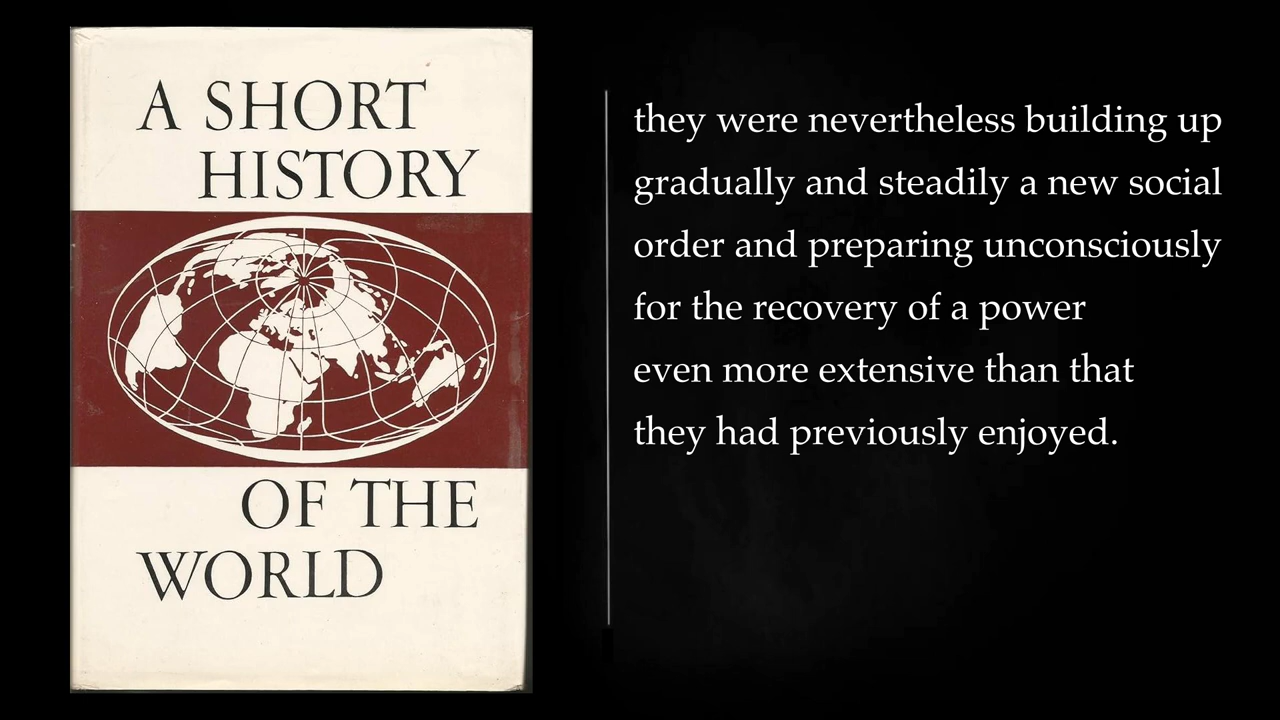 A SHORT
HISTORY
OF THE
WORLD
they were nevertheless building up
gradually and steadily a new social
order and preparing unconsciously
for the recovery of a power
even more extensive than that
they had previously enjoyed.